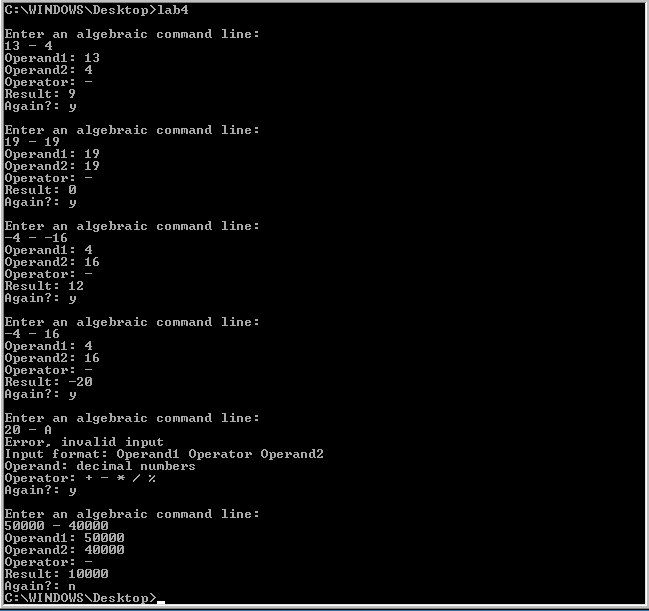 C:\WINDOWS\Desktop>lab4
Enter an algebraic command line:
13 - 4
Operand1: 13
Operand2: 4
Operator: -
Result: 9
Again?: y
Enter an algebraic command line:
19 - 19
Operand1: 19
Operand2: 19
Operator: -
Result: 0
Again?: y
Enter an algebraic command line:
-4 - -16
Operand1: 4
Operand2: 16
Operator: -
Result: 12
Again?: y
Enter an algebraic command line:
-4 - 16
Operand1: 4
Operand2: 16
Operator: -
Result: -20
Again?: y
Enter an algebraic command line:
20 - A
Error, invalid input
Input format: Operand1 Operator Operand2
Operand: decimal numbers
Operator: + - * / %
Again?: y
Enter an algebraic command line:
50000 - 40000
Operand1: 50000
Operand2: 40000
Operator: -
Result: 10000
Again?: n
C:\WINDOWS\Desktop>_